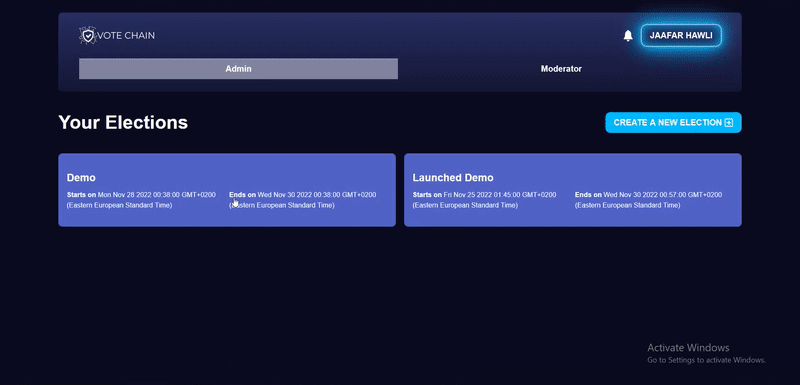 VOTE CHAIN
JAAFAR HAWLI
Admin
Moderator
Your Elections
CREATE A NEW ELECTION
Demo
Starts on Mon Nov 28 2022 00:38:00 GMT+0200
(Eastern European Standard Time)
Ends on Wed Nov 30 2022 00:38:00 GMT+0200
(Eastern European Standard Time)
Launched Demo
Starts on Fri Nov 25 2022 01:45:00 GMT+0200
(Eastern European Standard Time)
Ends on Wed Nov 30 2022 00:57:00 GMT+0200
(Eastern European Standard Time)
Activate Windows
Go to Settings to activate Windows.